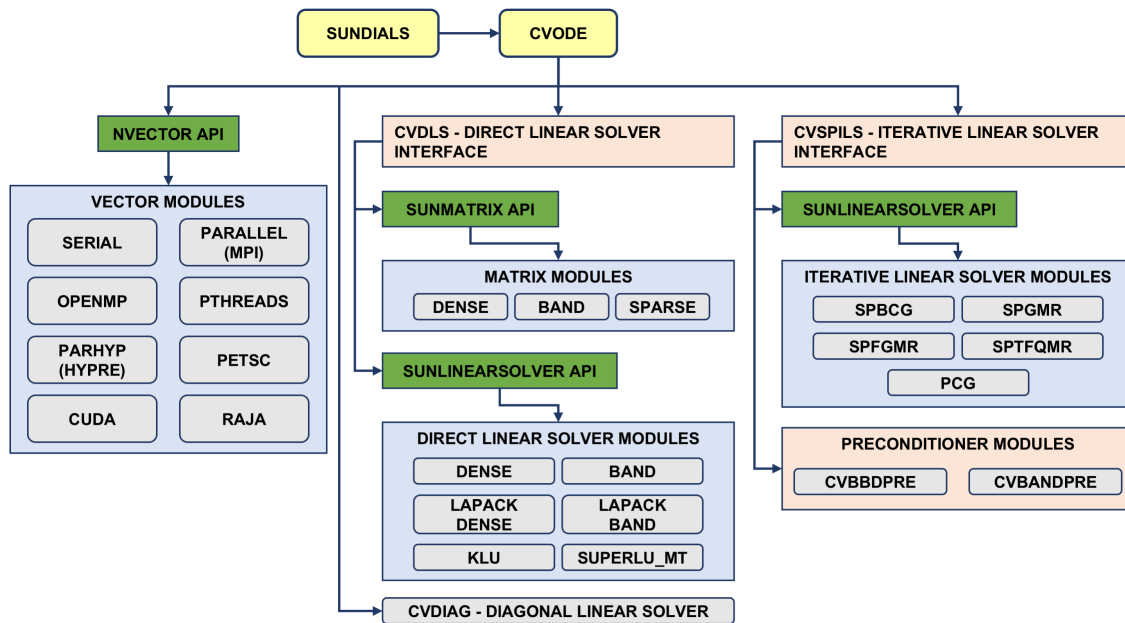 SUNDIALS
CVODE
NVECTOR API
VECTOR MODULES
SERIAL
PARALLEL
(MPI)
OPENMP
PTHREADS
PARHYP
(HYPRE)
PETSC
CUDA
RAJA
CVDLS - DIRECT LINEAR SOLVER
INTERFACE
SUNMATRIX API
MATRIX MODULES
DENSE
BAND
SPARSE
SUNLINEARSOLVER API
DIRECT LINEAR SOLVER MODULES
DENSE
BAND
LAPACK
DENSE
LAPACK
BAND
KLU
SUPERLU_MT
CVDIAG - DIAGONAL LINEAR SOLVER
CVSPILS - ITERATIVE LINEAR SOLVER
INTERFACE
SUNLINEARSOLVER API
ITERATIVE LINEAR SOLVER MODULES
SPBCG
SPGMR
SPFGMR
SPTFQMR
PCG
PRECONDITIONER MODULES
CVBBDPRE
CVBANDPRE